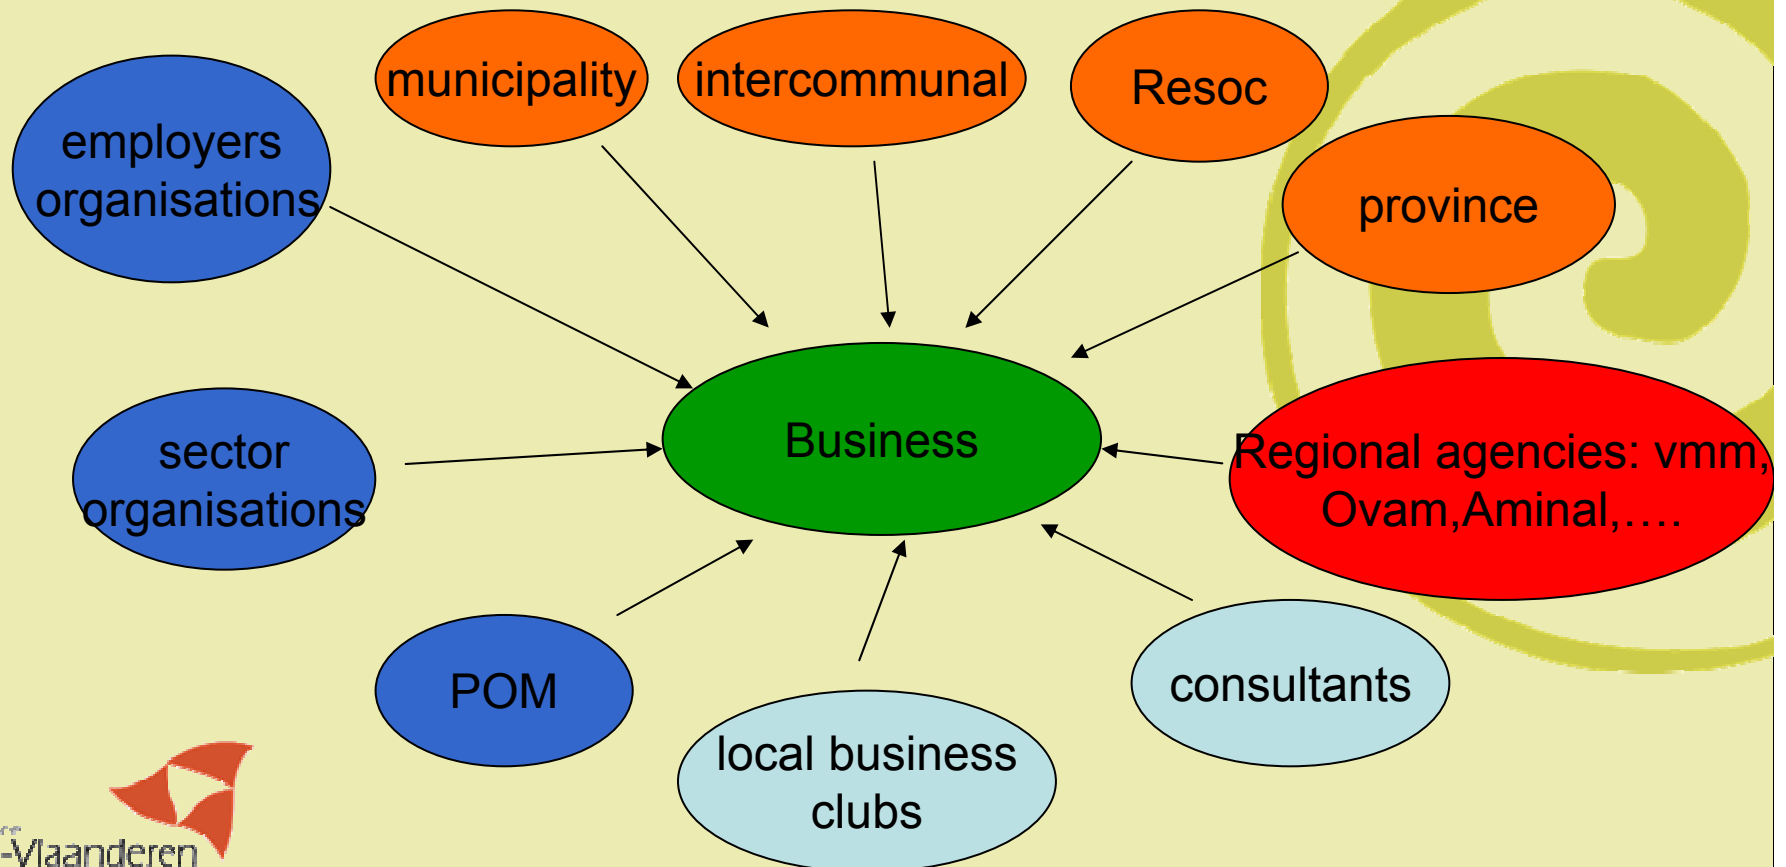 municipality
intercommunal
Resoc
employers
organisations
province
Business
sector
organisations
Regional agencies: vmm,
Ovam,Aminal,….
POM
consultants
local business
clubs
-Vlaanderen